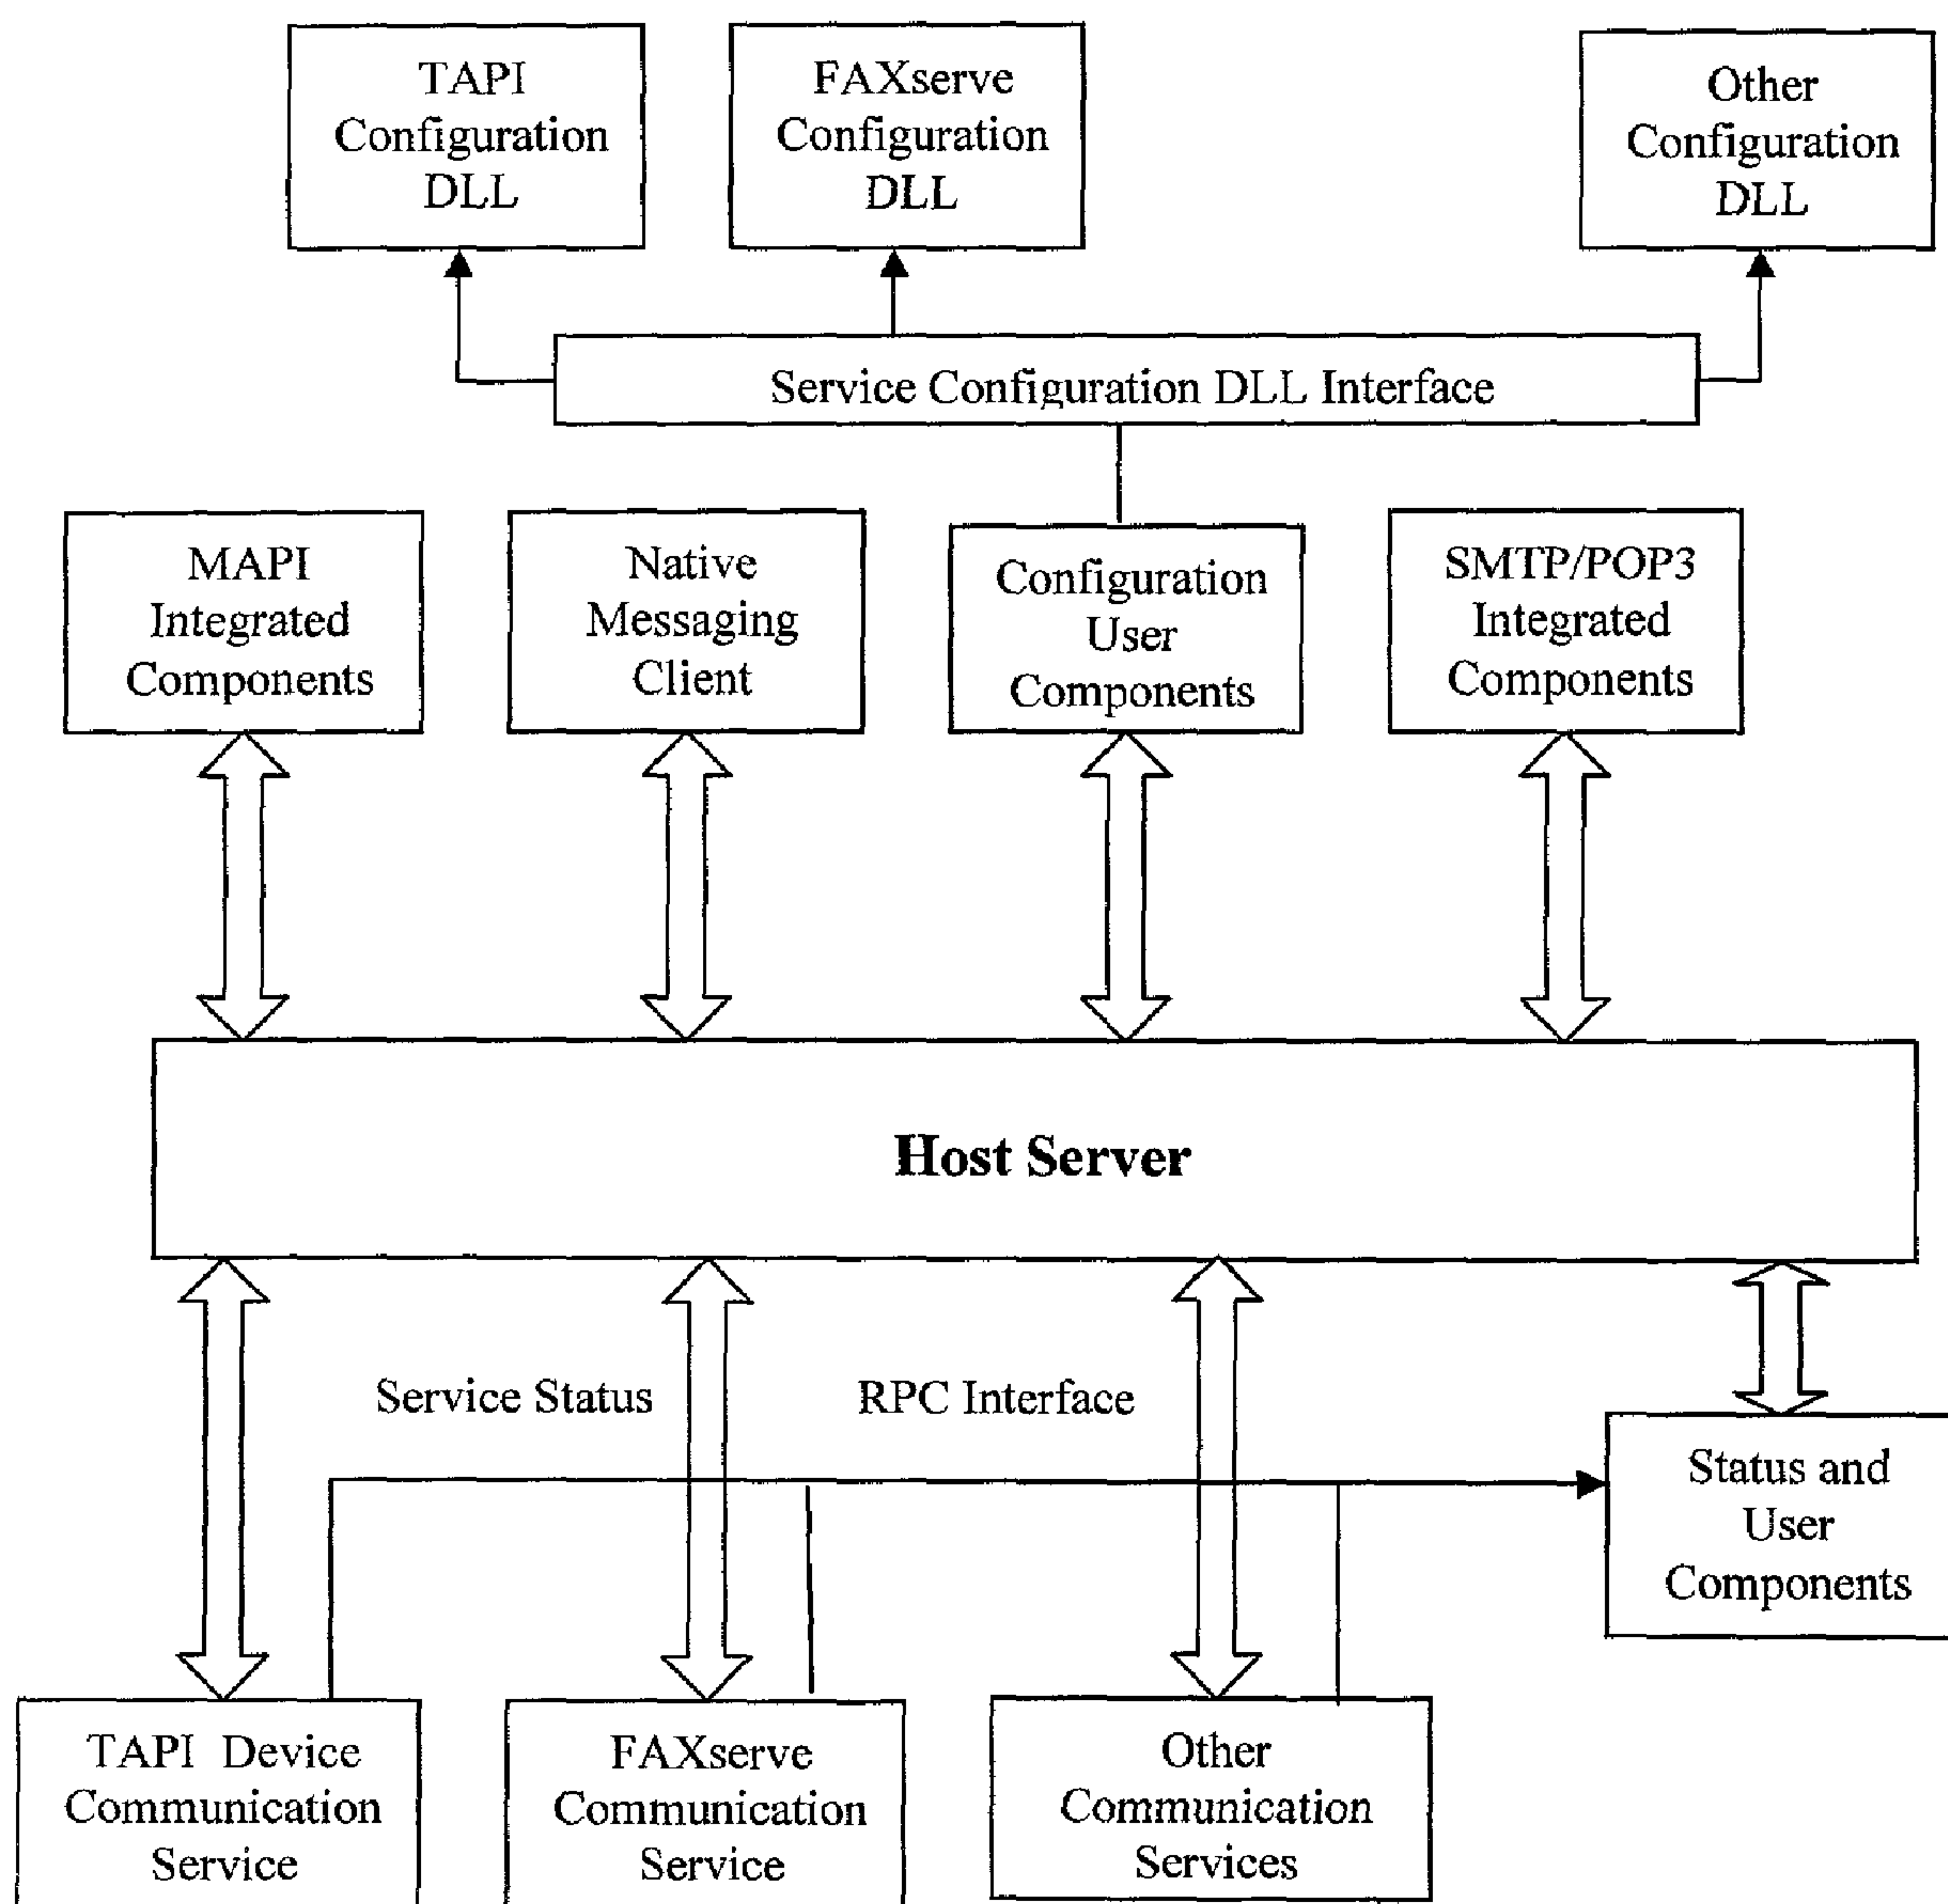 TAPI
Configuration
DLL
FAXserve
Configuration
DLL
Other
Configuration
DLL
Service Configuration DLL Interface
MAPI
Integrated
Components
Native
Messaging
Client
Configuration
User
Components
SMTP/POP3
Integrated
Components
Host Server
Service Status
RPC Interface
Status and
User
Components
TAPI Device
Communication
Service
FAXserve
Communication
Service
Other
Communication
Services